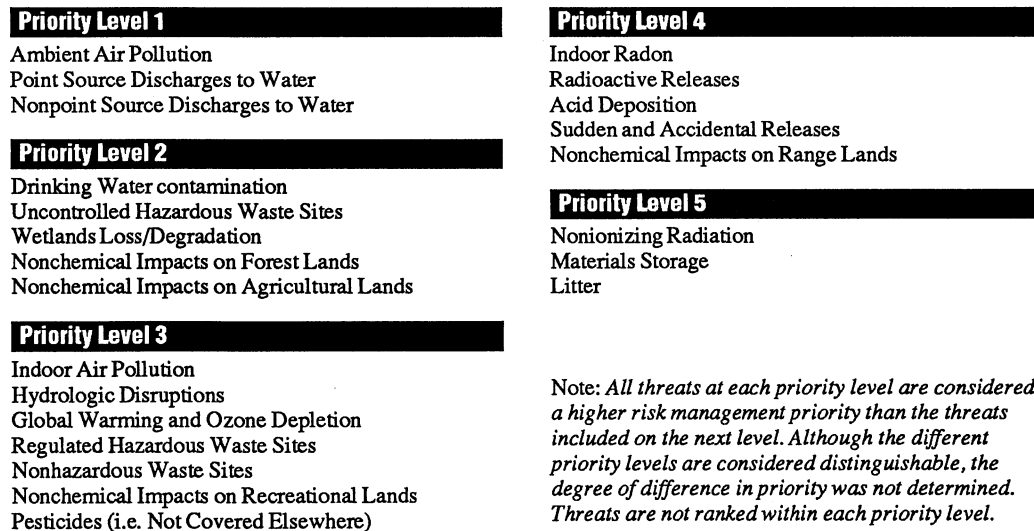 Priority Level 1
Ambient Air Pollution
Point Source Discharges to Water
Nonpoint Source Discharges to Water
Priority Level 2
Drinking Water contamination
Uncontrolled Hazardous Waste Sites
Wetlands Loss/Degradation
Nonchemical Impacts on Forest Lands
Nonchemical Impacts on Agricultural Lands
Priority Level 3
Indoor Air Pollution
Hydrologic Disruptions
Global Warming and Ozone Depletion
Regulated Hazardous Waste Sites
Nonhazardous Waste Sites
Nonchemical Impacts on Recreational Lands
Pesticides (i.e. Not Covered Elsewhere)
Priority Level 4
Indoor Radon
Radioactive Releases
Acid Deposition
Sudden and Accidental Releases
Nonchemical Impacts on Range Lands
Priority Level 5
Nonionizing Radiation
Materials Storage
Litter
Note: All threats at each priority level are considered
a higher risk management priority than the threats
included on the next level. Although the different
priority levels are considered distinguishable, the
degree of difference in priority was not determined.
Threats are not ranked within each priority level.